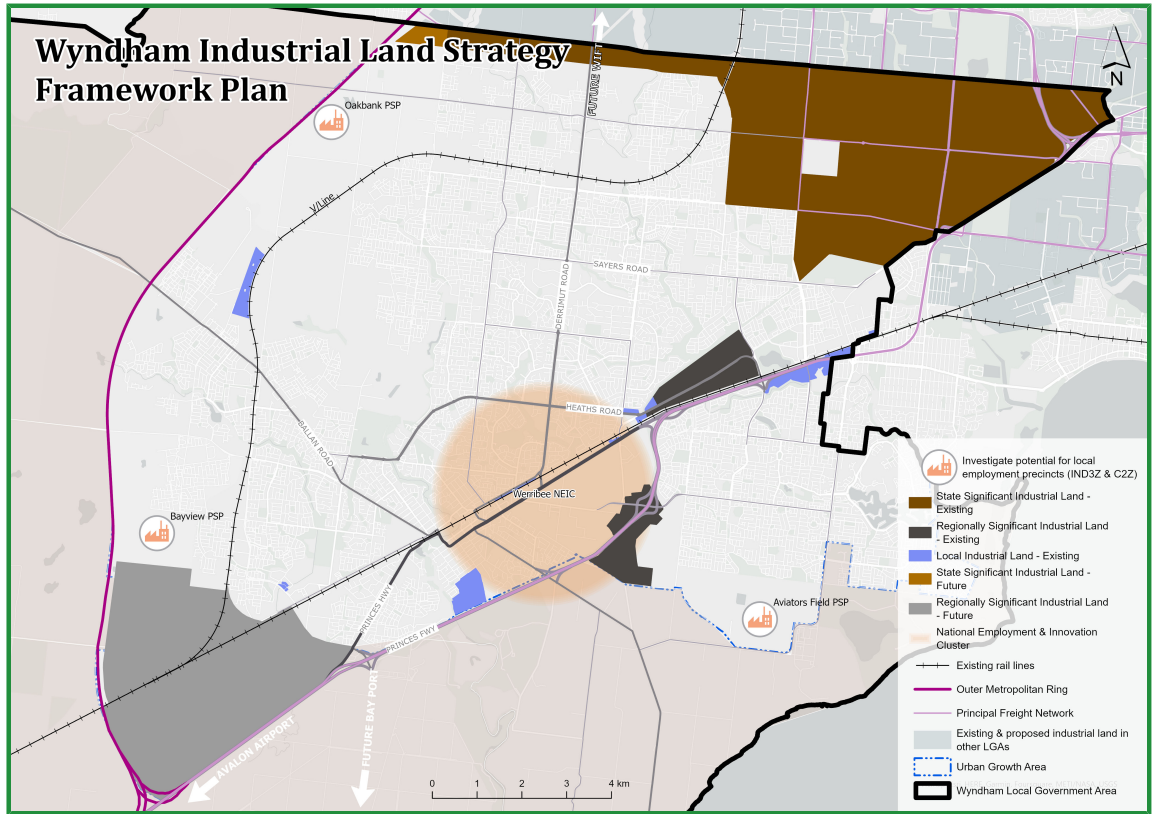 Wyndham Industrial Land Strategy
Framework Plan
FUTURE WIFT
N
Oakbank PSP
V/Line
SAYERS ROAD
DERRIMUT ROAD
HEATHS ROAD
BALLAN ROAD
Werribee NEIC
Bayview PSP
Aviators Field PSP
PRINCES HWY
PRINCES FWY
AVALON AIRPORT
FUTURE BAY PORT
0 1 2 3 4 km
Investigate potential for local
employment precincts (IND3Z & C2Z)
State Significant Industrial Land -
Existing
Regionally Significant Industrial Land
- Existing
Local Industrial Land - Existing
State Significant Industrial Land -
Future
Regionally Significant Industrial Land
- Future
National Employment & Innovation
Cluster
Existing rail lines
Outer Metropolitan Ring
Principal Freight Network
Existing & proposed industrial land in
other LGAs
Urban Growth Area
Wyndham Local Government Area